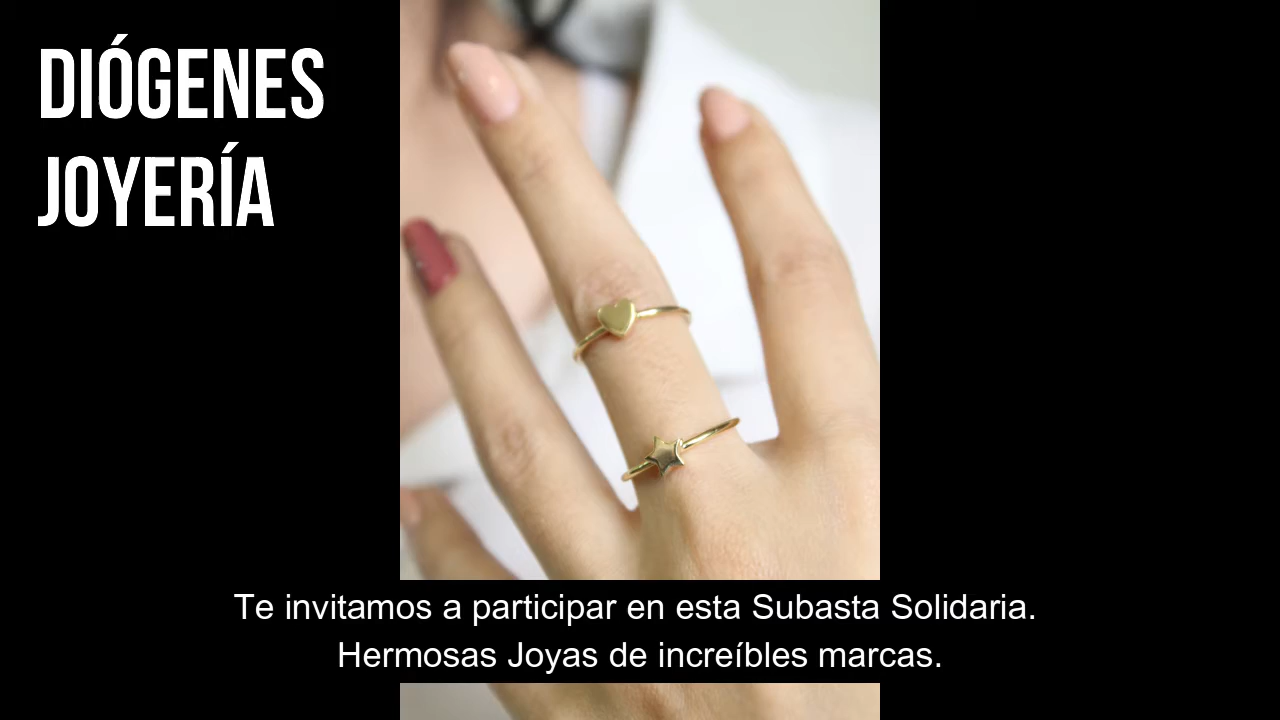 DIÓGENES
JOYERÍA
Te invitamos a participar en esta Subasta Solidaria.
Hermosas Joyas de increíbles marcas.